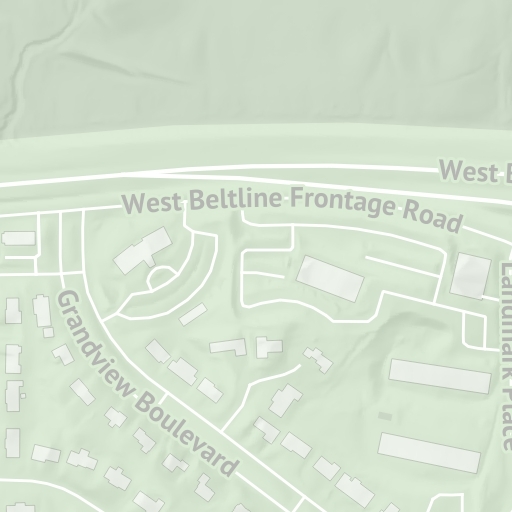 West B
West Beltline Frontage Road
Landmark Place
Grandview Boulevard